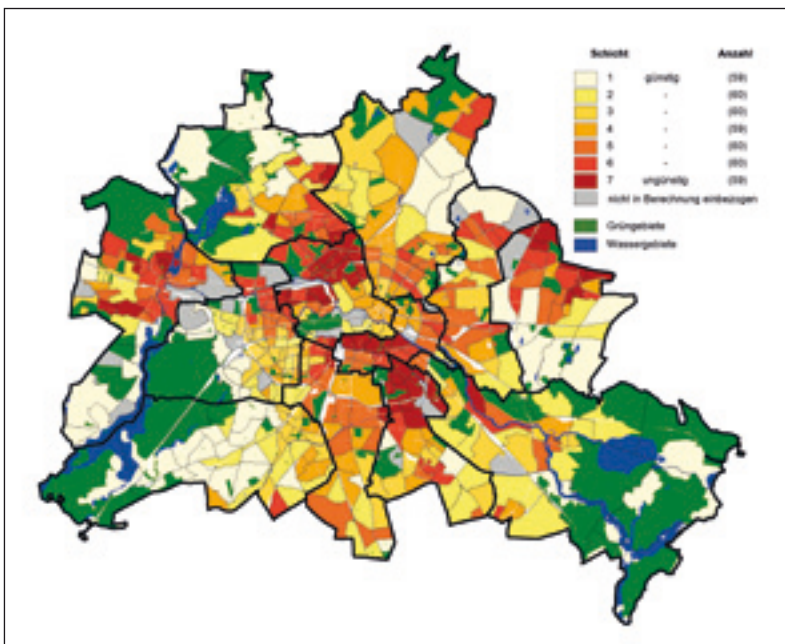 Schicht Anzahl
1 günstig (59)
2 - (60)
3 - (60)
4 - (59)
5 - (60)
6 - (60)
7 ungünstig (59)
nicht in Berechnung einbezogen
Grüngebiete
Wassergebiete